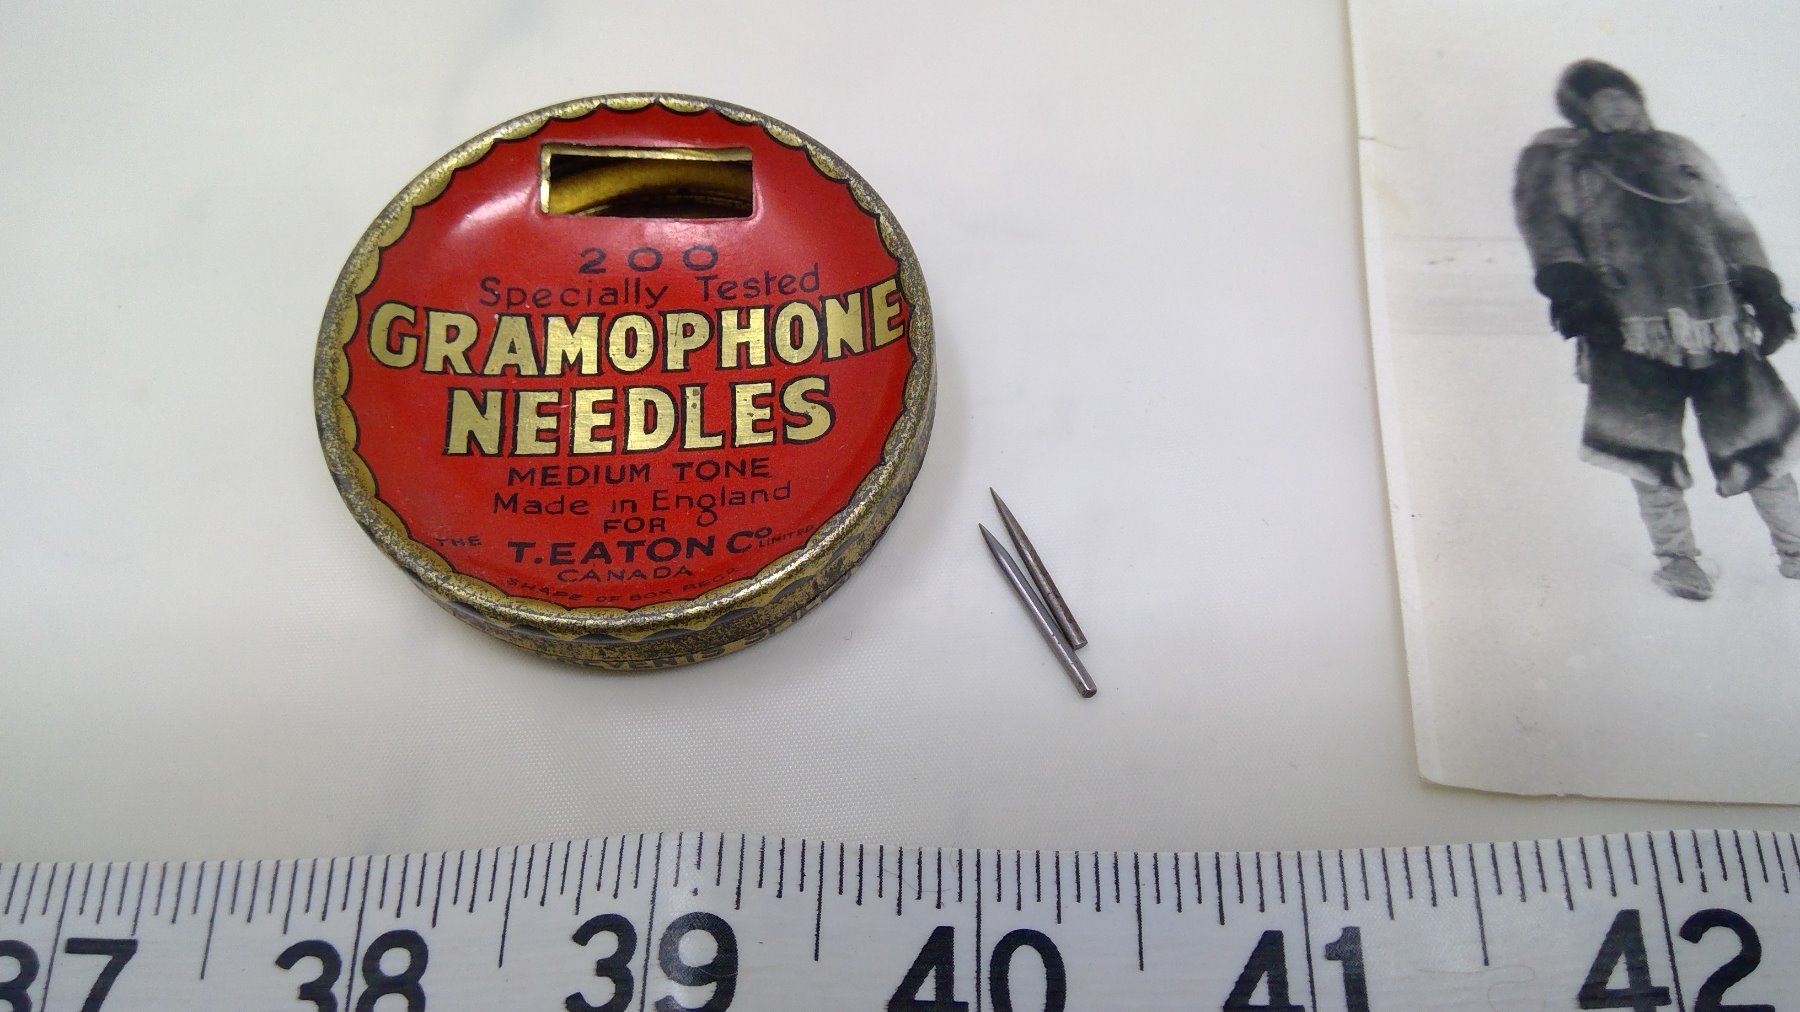 200
Specially Tested
GRAMOPHONE
NEEDLES
MEDIUM TONE
Made in England
FOR
THE T. EATON Co LIMITED
CANADA
SHAPE OF BOX REGD
37 38 39 40 41 42